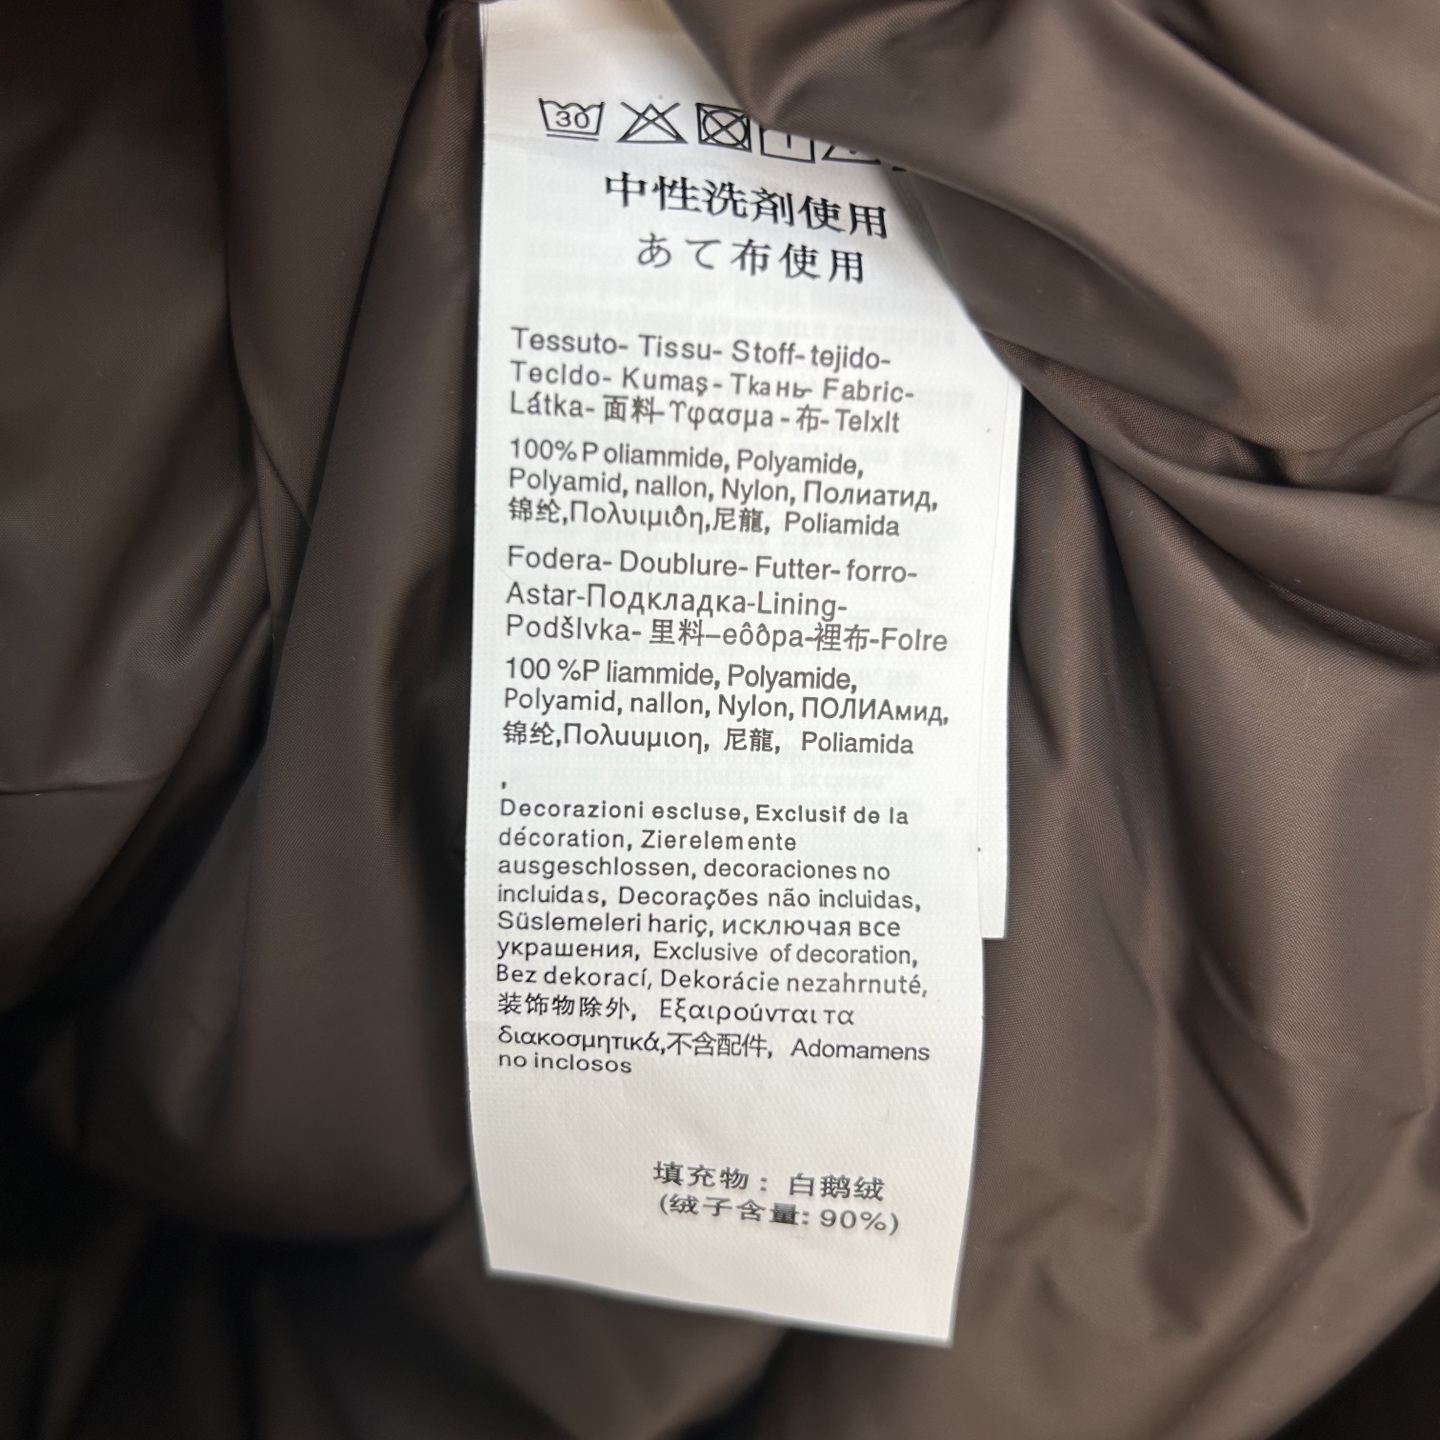 30
中性洗剤使用
あて布使用
Tessuto- Tissu- Stoff- tejido-
Tecldo- Kumaş- Ткань- Fabric-
Látka- 面料-ϒφασμα - 布- Telxlt
100% P oliammide, Polyamide,
Polyamid, nallon, Nylon, Полиатид,
锦纶,Πολυιμιδη,尼龍, Poliamida
Fodera- Doublure- Futter- forro-
Astar-Подкладка-Lining-
Podšlvka- 里料–eôôpa-裡布-Folre
100 %P liammide, Polyamide,
Polyamid, nallon, Nylon, ПОЛИАмид,
锦纶,Πολυυμιοη, 尼龍, Poliamida
,
Decorazioni escluse, Exclusif de la
décoration, Zierelemente
ausgeschlossen, decoraciones no
incluidas, Decorações não incluidas,
Süslemeleri hariç, исключая все
украшения, Exclusive of decoration,
Bez dekorací, Dekorácie nezahrnuté,
装饰物除外, Εξαιρούνται τα
διακοσμητικά,不含配件, Adomamens
no inclosos
填充物：白鹅绒
(绒子含量: 90%)